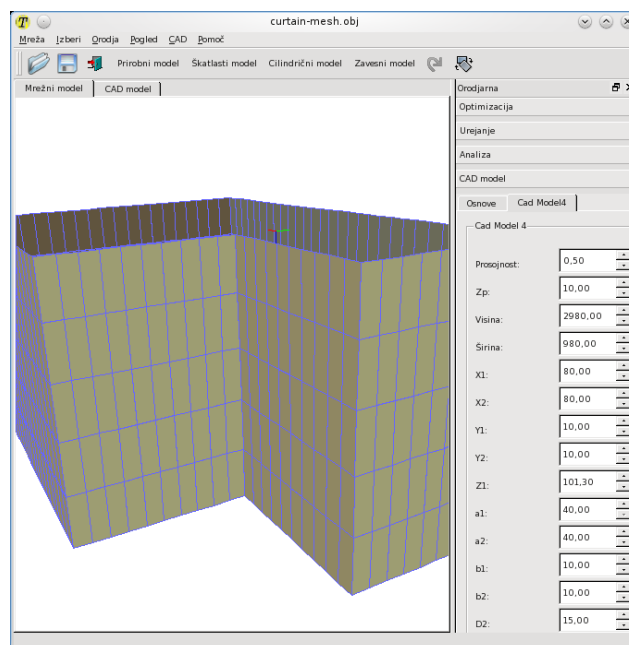 T curtain-mesh.obj
Mreža Izberi Orodja Pogled CAD Pomoč
Prirobni model Škatlasti model Cilindrični model Zavesni model
Mrežni model CAD model
Orodjarna
Optimizacija
Urejanje
Analiza
CAD model
Osnove Cad Model4
Cad Model 4
Prosojnost: 0,50
Zp: 10,00
Visina: 2980,00
Širina: 980,00
X1: 80,00
X2: 80,00
Y1: 10,00
Y2: 10,00
Z1: 101,30
a1: 40,00
a2: 40,00
b1: 10,00
b2: 10,00
D2: 15,00